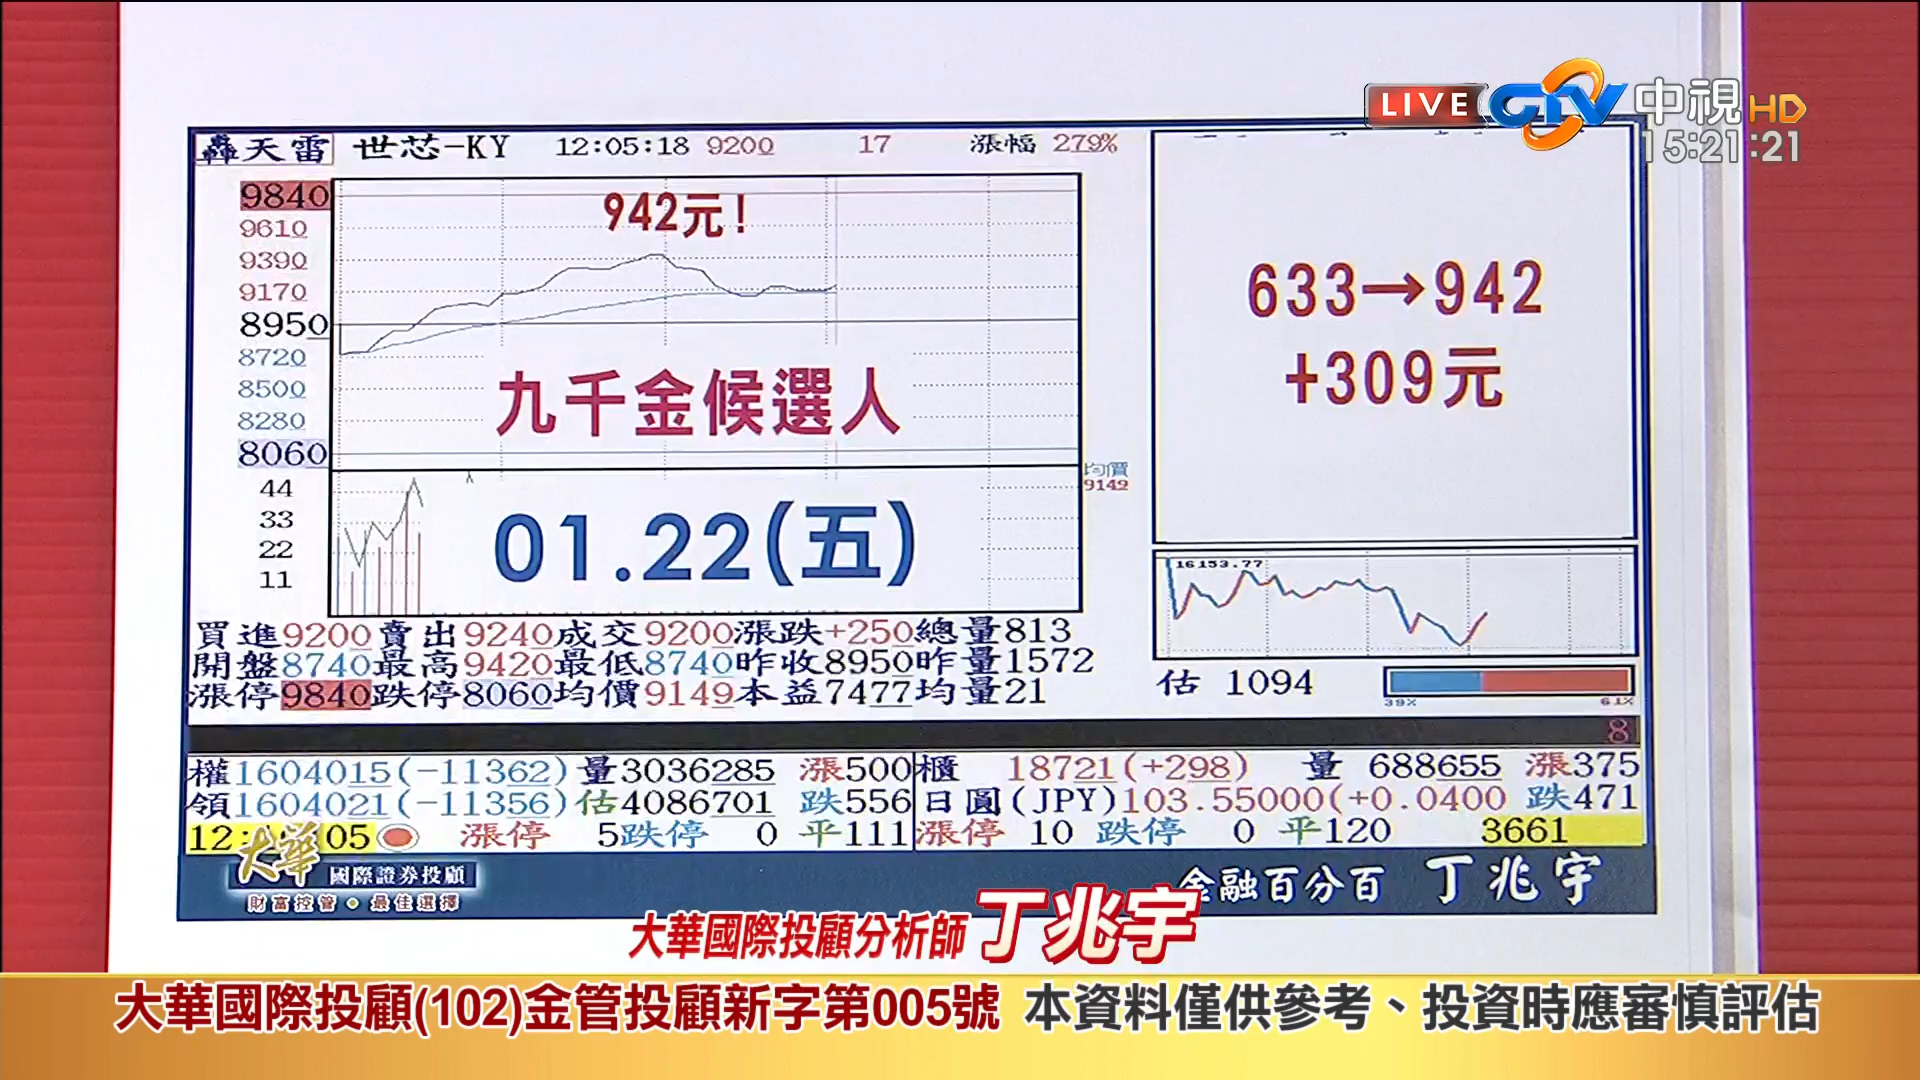 LIVE CTV 中視 HD
15:21:21
轟天雷 世芯-KY 12:05:18 9200 17 漲幅 279%
9840
9610
9390
9170
8950
8720
8500
8280
8060
44
33
22
11
942元!
九千金候選人
01.22(五)
均價
9149
633→942
+309元
16153.77
估 1094
39% 61%
買進9200賣出9240成交9200漲跌+250總量813
開盤8740最高9420最低8740昨收8950昨量1572
漲停9840跌停8060均價9149本益7477均量21
8
權1604015(-11362)量3036285 漲500櫃 18721(+298) 量 688655 漲375
領1604021(-11356)估4086701 跌556日圓(JPY)103.55000(+0.0400 跌471
漲停 5跌停 0 平111漲停 10 跌停 0 平120 3661
大華國際證券投顧
財富控管•最佳選擇
金融百分百 丁兆宇
大華國際投顧分析師 丁兆宇
大華國際投顧(102)金管投顧新字第005號 本資料僅供參考、投資時應審慎評估